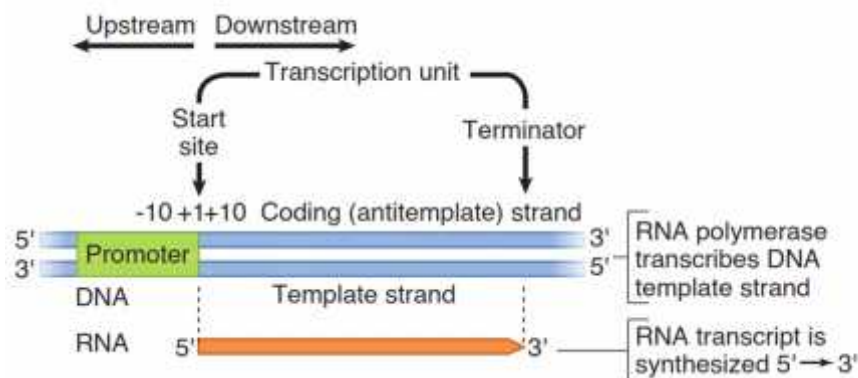 Upstream Downstream
Transcription unit
Start
site
Terminator
-10 +1+10 Coding (antitemplate) strand
5' 3'
Promoter
3' 5'
RNA polymerase
transcribes DNA
template strand
DNA Template strand
RNA 5' 3'
RNA transcript is
synthesized 5' → 3'